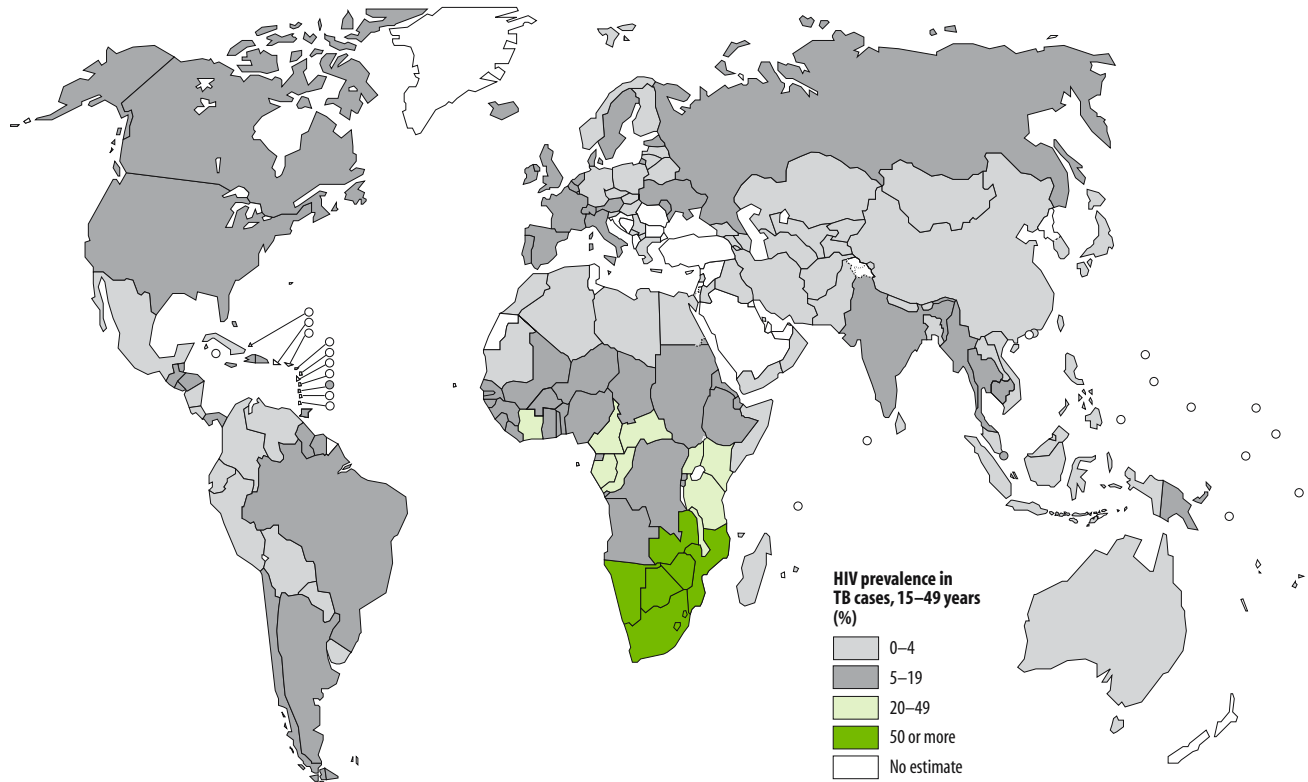 HIV prevalence in
TB cases, 15–49 years
(%)
0–4
5–19
20–49
50 or more
No estimate